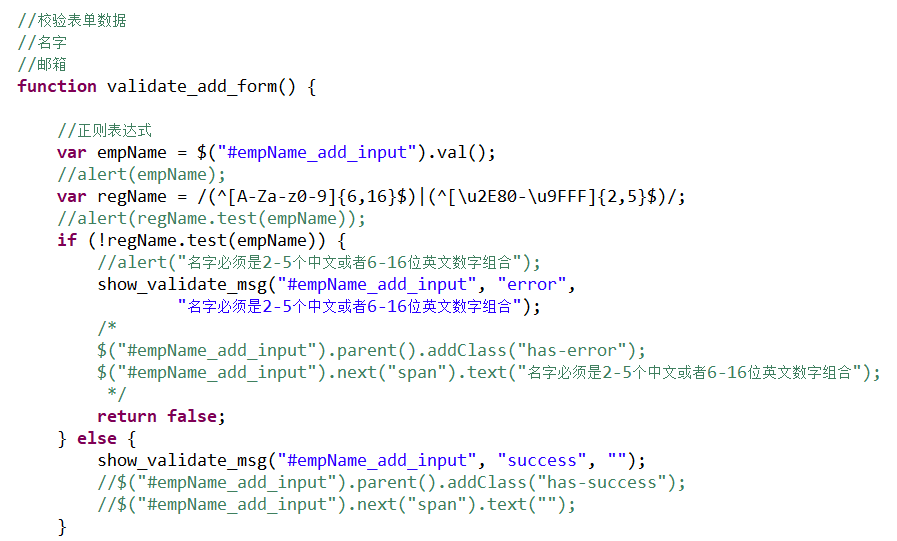 //校验表单数据
//名字
//邮箱
function validate_add_form() {
//正则表达式
var empName = $("#empName_add_input").val();
//alert(empName);
var regName = /(^[A-Za-z0-9]{6,16}$)|(^[\u2E80-\u9FFF]{2,5}$)/;
//alert(regName.test(empName));
if (!regName.test(empName)) {
//alert("名字必须是2-5个中文或者6-16位英文数字组合");
show_validate_msg("#empName_add_input", "error",
"名字必须是2-5个中文或者6-16位英文数字组合");
/*
$("#empName_add_input").parent().addClass("has-error");
$("#empName_add_input").next("span").text("名字必须是2-5个中文或者6-16位英文数字组合");
*/
return false;
} else {
show_validate_msg("#empName_add_input", "success", "");
//$("#empName_add_input").parent().addClass("has-success");
//$("#empName_add_input").next("span").text("");
}